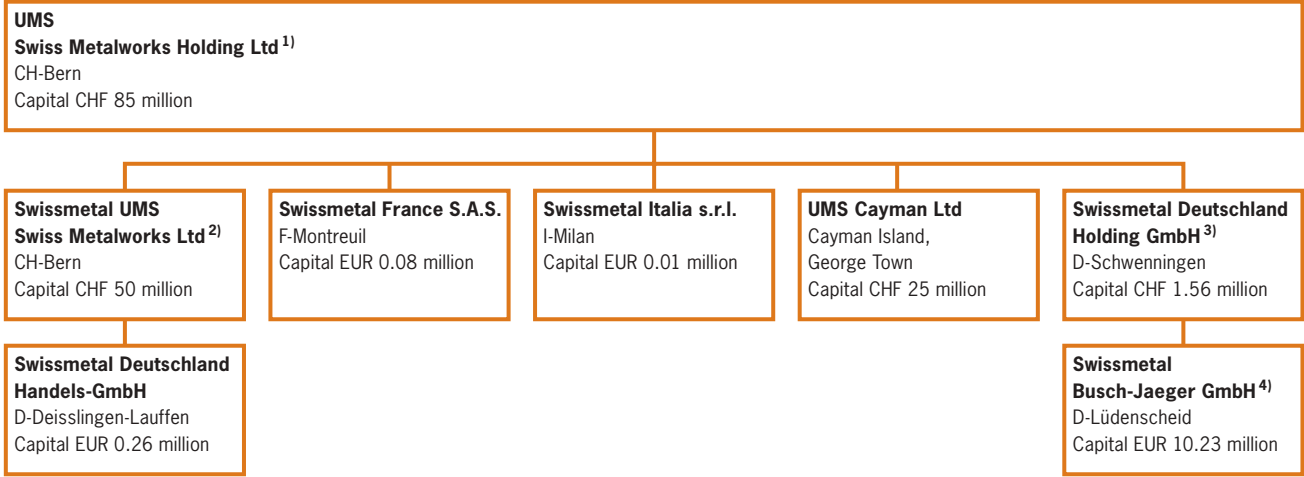 UMS
Swiss Metalworks Holding Ltd 1)
CH-Bern
Capital CHF 85 million
Swissmetal UMS
Swiss Metalworks Ltd 2)
CH-Bern
Capital CHF 50 million
Swissmetal France S.A.S.
F-Montreuil
Capital EUR 0.08 million
Swissmetal Italia s.r.l.
I-Milan
Capital EUR 0.01 million
UMS Cayman Ltd
Cayman Island,
George Town
Capital CHF 25 million
Swissmetal Deutschland
Holding GmbH 3)
D-Schwenningen
Capital CHF 1.56 million
Swissmetal Deutschland
Handels-GmbH
D-Deisslingen-Lauffen
Capital EUR 0.26 million
Swissmetal
Busch-Jaeger GmbH 4)
D-Lüdenscheid
Capital EUR 10.23 million